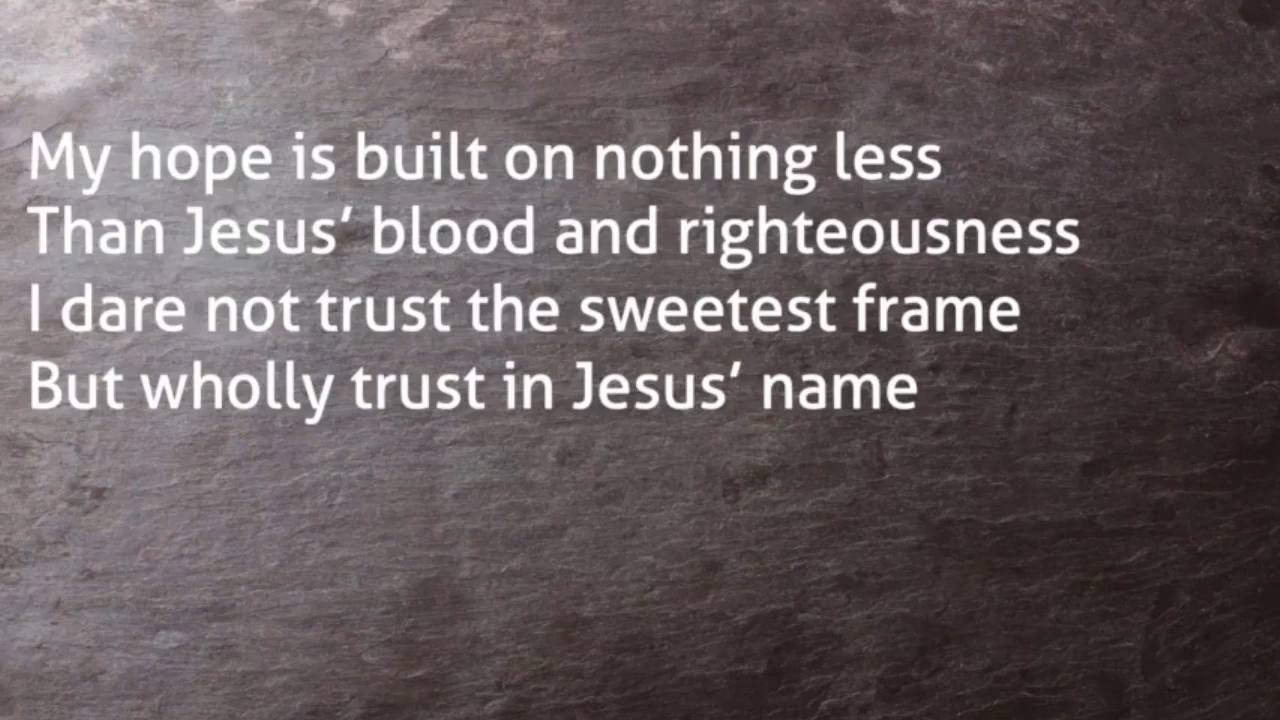 My hope is built on nothing less
Than Jesus’ blood and righteousness
I dare not trust the sweetest frame
But wholly trust in Jesus’ name